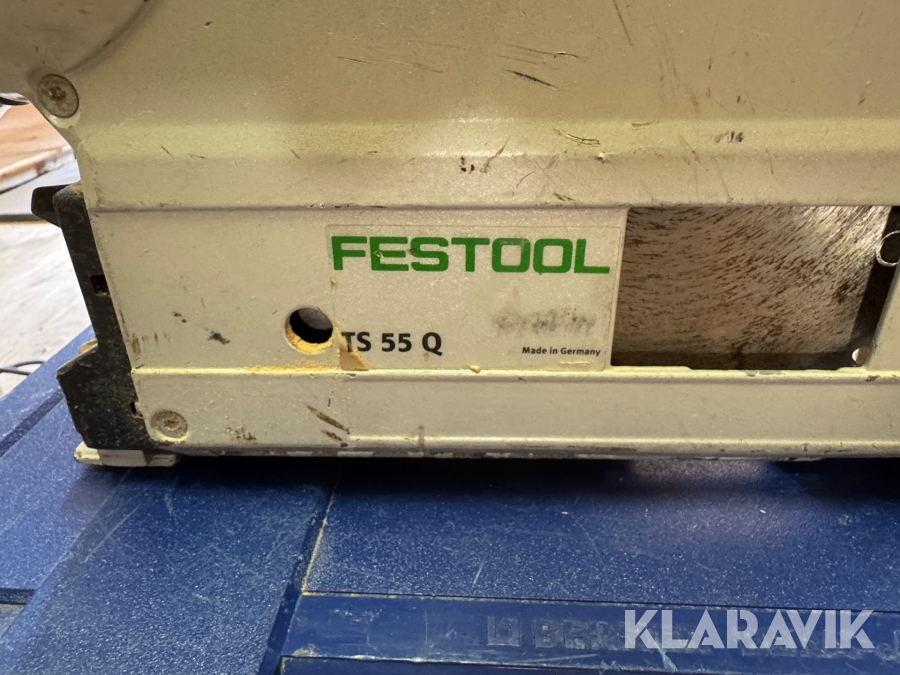 FESTOOL
TS 55 Q
Made in Germany
KLARAVIK